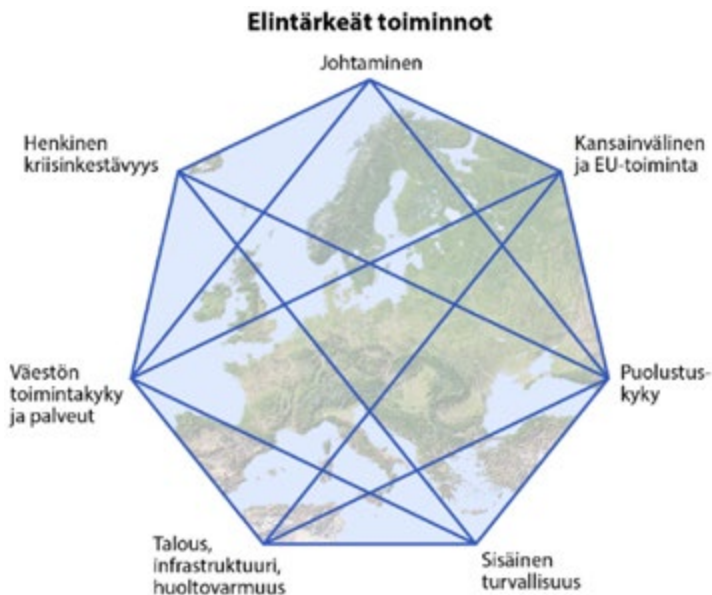 Elintärkeät toiminnot
Johtaminen
Henkinen
kriisinkestävyys
Kansainvälinen
ja EU-toiminta
Väestön
toimintakyky
ja palveut
Puolustus-
kyky
Talous,
infrastruktuuri,
huoltovarmuus
Sisäinen
turvallisuus